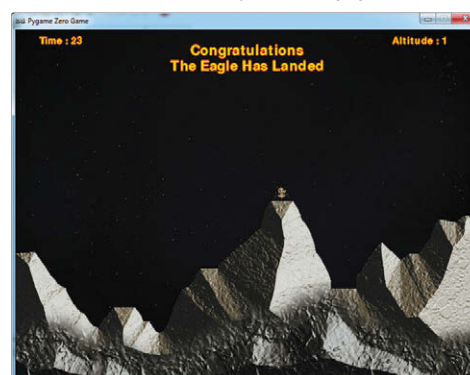 Pygame Zero Game
Time : 23
Altitude : 1
Congratulations
The Eagle Has Landed